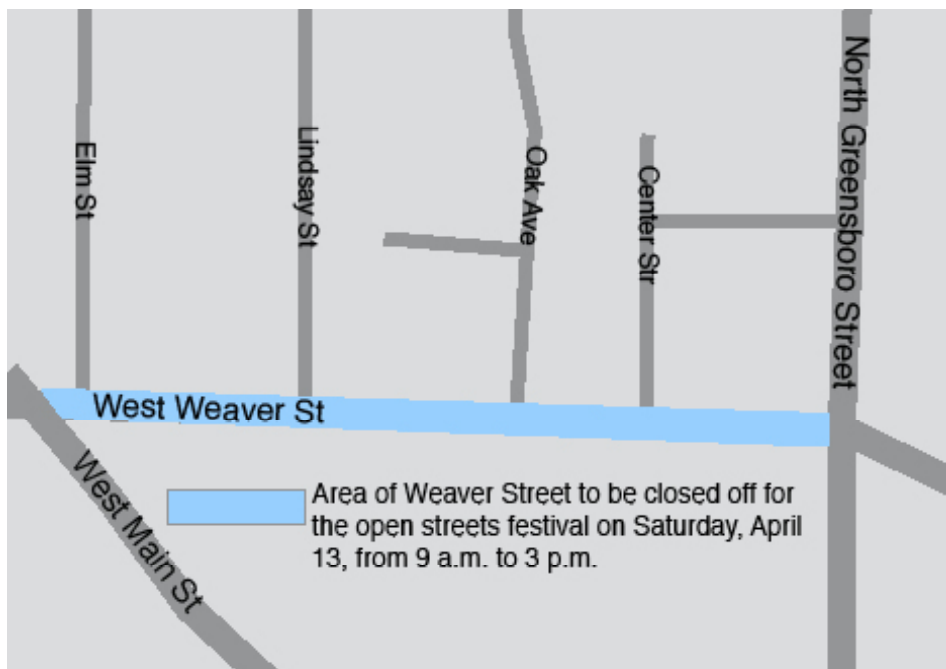 Elm St
Lindsay St
Oak Ave
Center Str
North Greensboro Street
West Weaver St
West Main St
Area of Weaver Street to be closed off for
the open streets festival on Saturday, April
13, from 9 a.m. to 3 p.m.